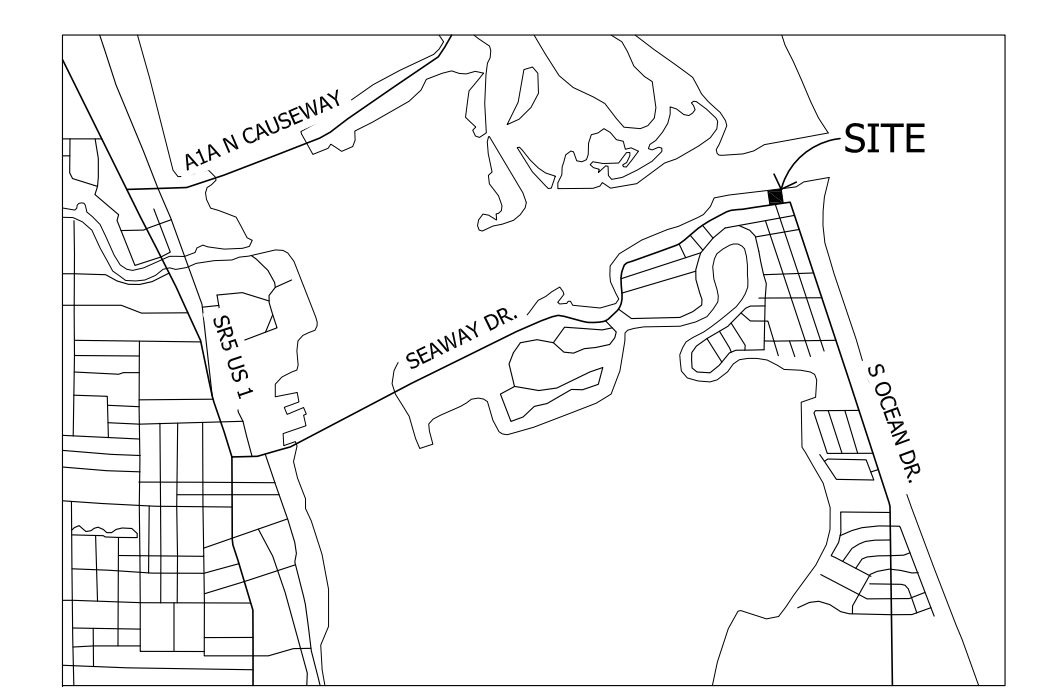 A1A N CAUSEWAY
SITE
SEAWAY DR.
SR5 US 1
S OCEAN DR.